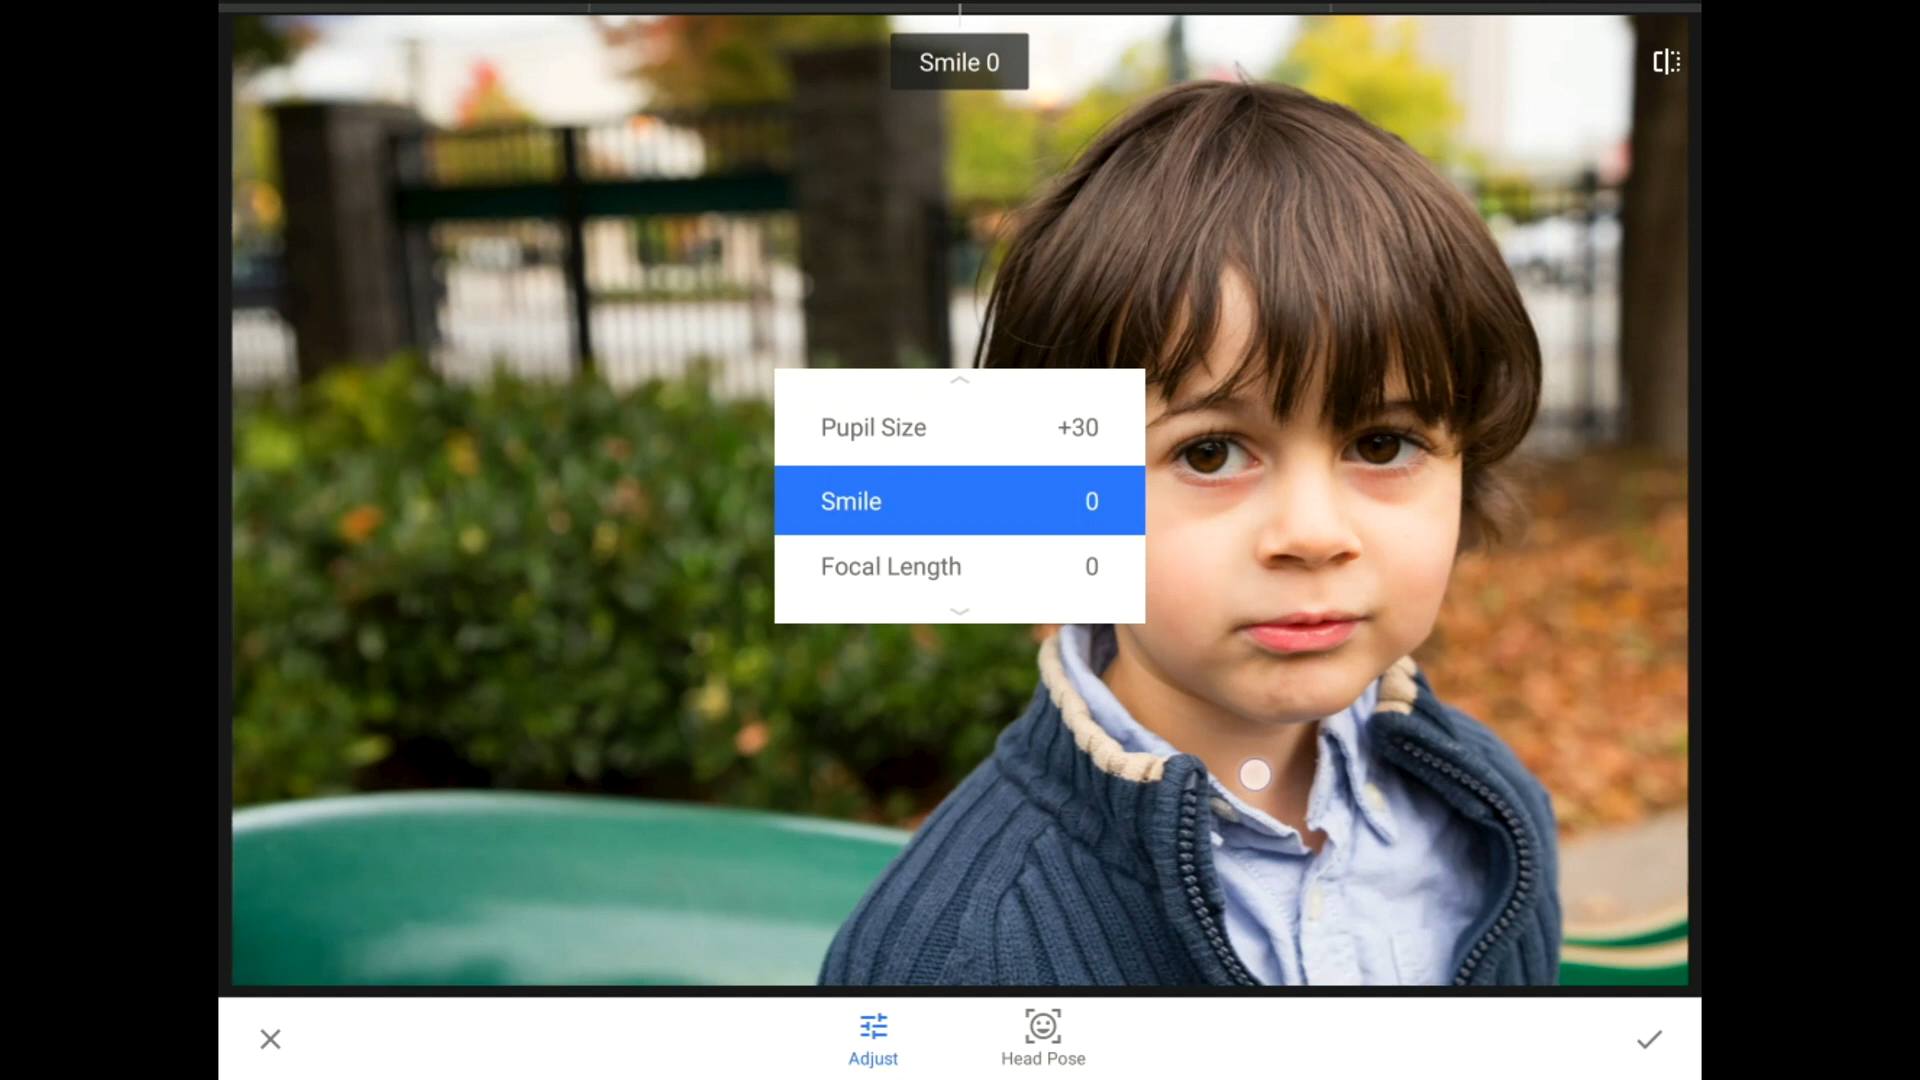 Smile 0
Pupil Size +30
Smile 0
Focal Length 0
Adjust
Head Pose